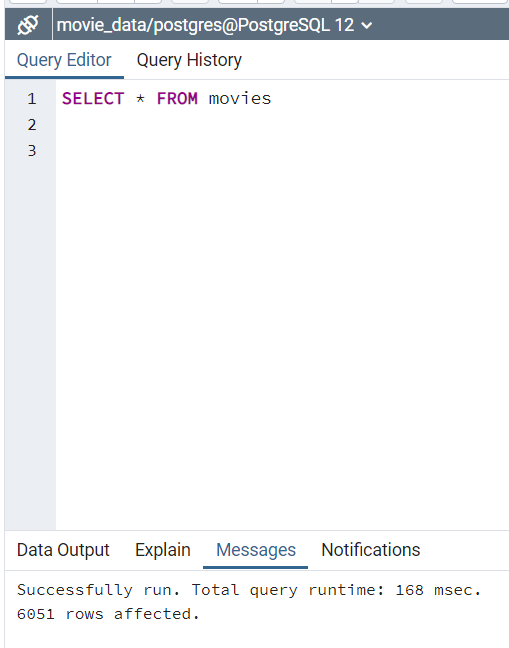 movie_data/postgres@PostgreSQL 12
Query Editor Query History
1 SELECT * FROM movies
2
3
Data Output Explain Messages Notifications
Successfully run. Total query runtime: 168 msec.
6051 rows affected.